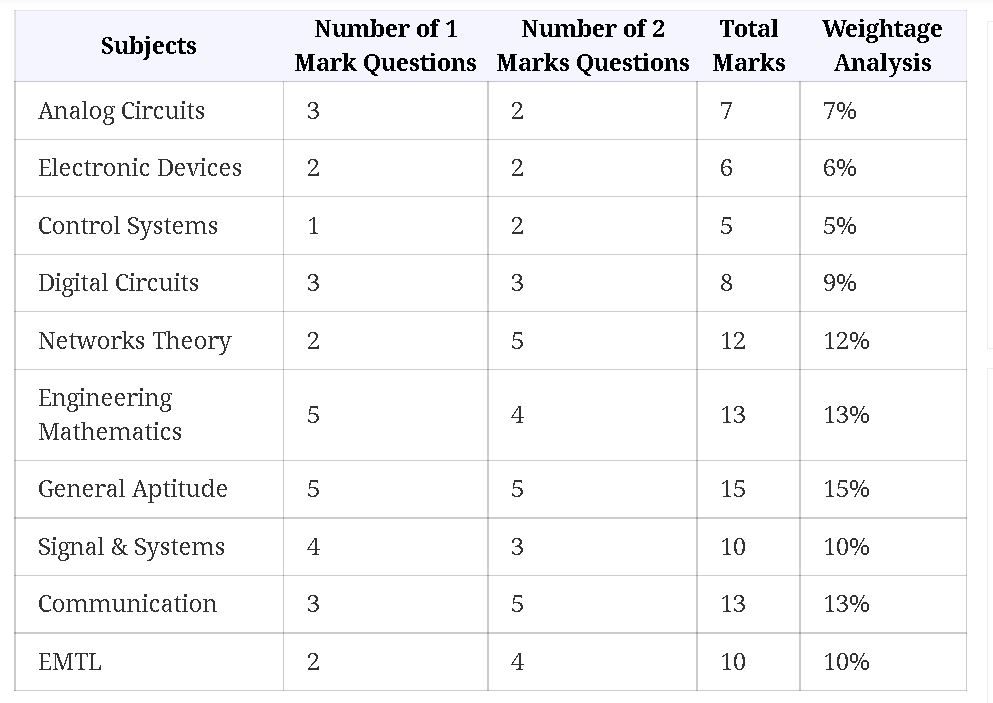 Subjects Number of 1 Mark Questions Number of 2 Marks Questions Total Marks Weightage Analysis
Analog Circuits 3 2 7 7%
Electronic Devices 2 2 6 6%
Control Systems 1 2 5 5%
Digital Circuits 3 3 8 9%
Networks Theory 2 5 12 12%
Engineering Mathematics 5 4 13 13%
General Aptitude 5 5 15 15%
Signal & Systems 4 3 10 10%
Communication 3 5 13 13%
EMTL 2 4 10 10%